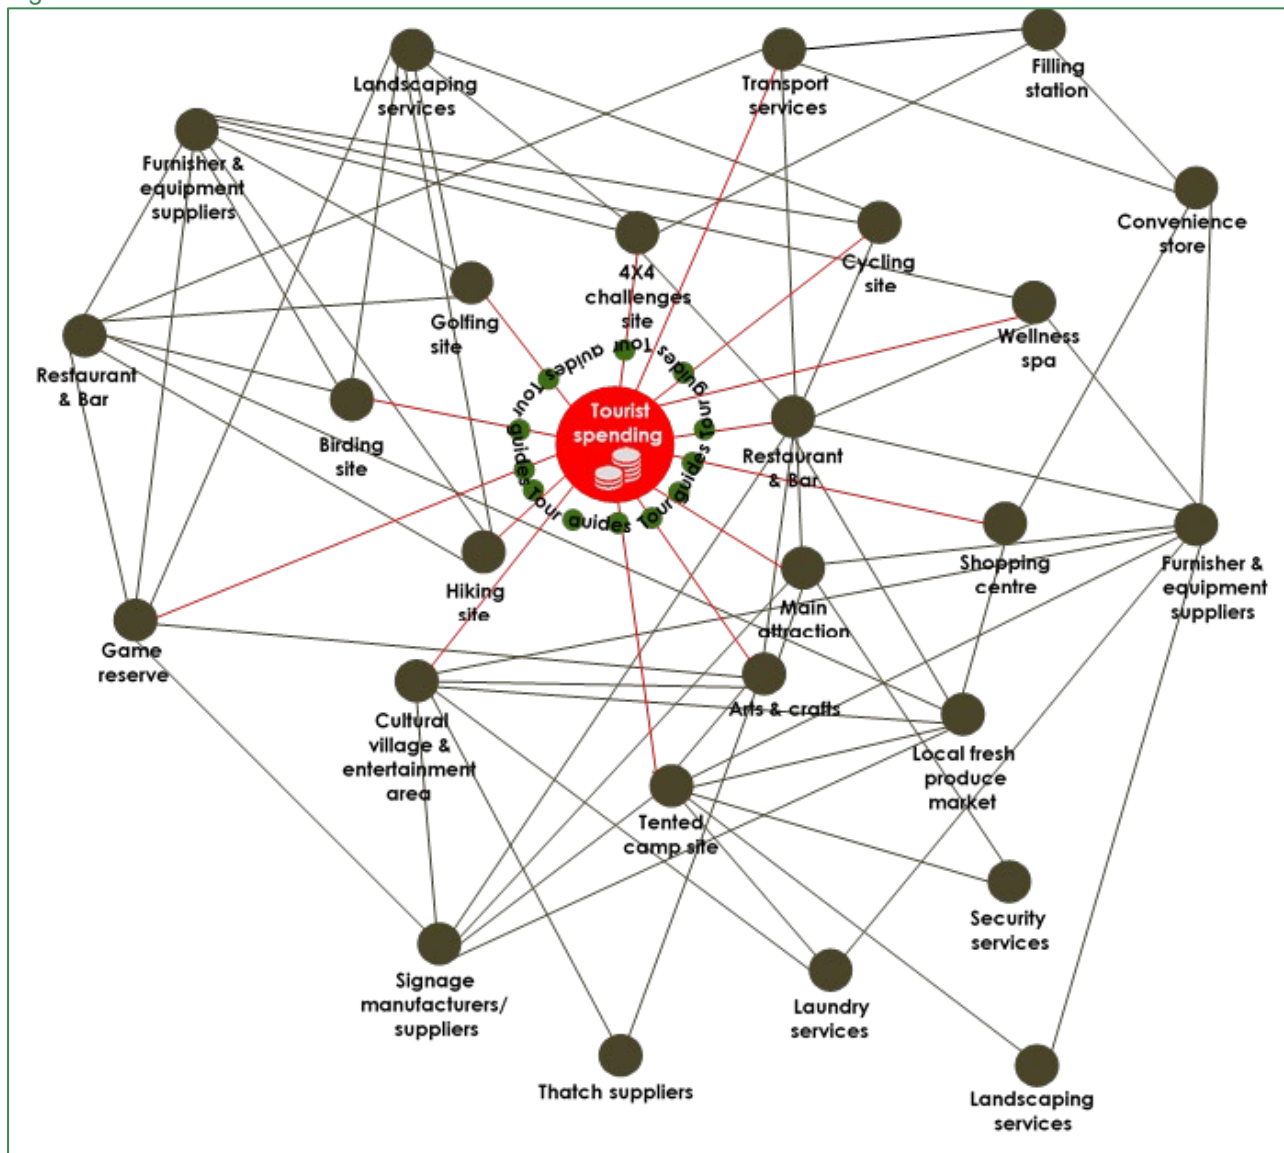 Landscaping
services
Transport
services
Filling
station
Furnisher &
equipment
suppliers
Convenience
store
4X4
challenges
site
Cycling
site
Golfing
site
Wellness
spa
Restaurant
& Bar
Birding
site
Tour guides
Tour guides
Tour guides
Tour guides
Tour guides
Tourist
spending
Restaurant
& Bar
Hiking
site
Main
attraction
Shopping
centre
Furnisher &
equipment
suppliers
Game
reserve
Cultural
village &
entertainment
area
Arts & crafts
Local fresh
produce
market
Tented
camp site
Security
services
Signage
manufacturers/
suppliers
Laundry
services
Thatch suppliers
Landscaping
services